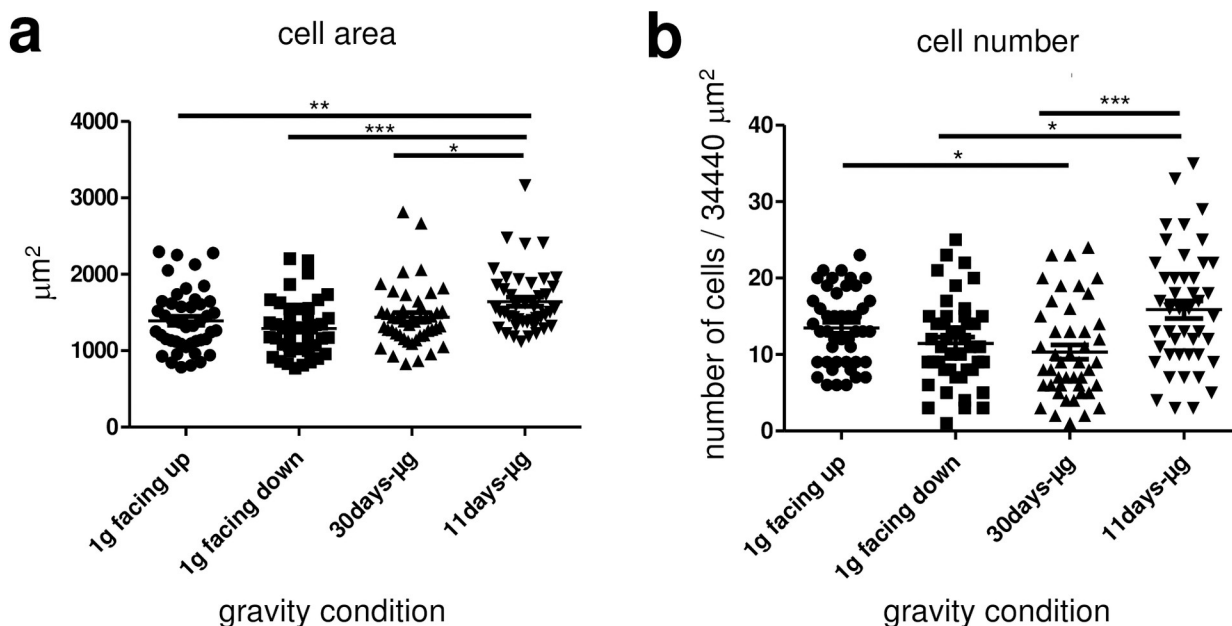 a
cell area
μm²
4000
3000
2000
1000
0
**
***
*
1g facing up
1g facing down
30days-μg
11days-μg
gravity condition
b
cell number
number of cells / 34440 μm²
40
30
20
10
0
***
*
*
1g facing up
1g facing down
30days-μg
11days-μg
gravity condition